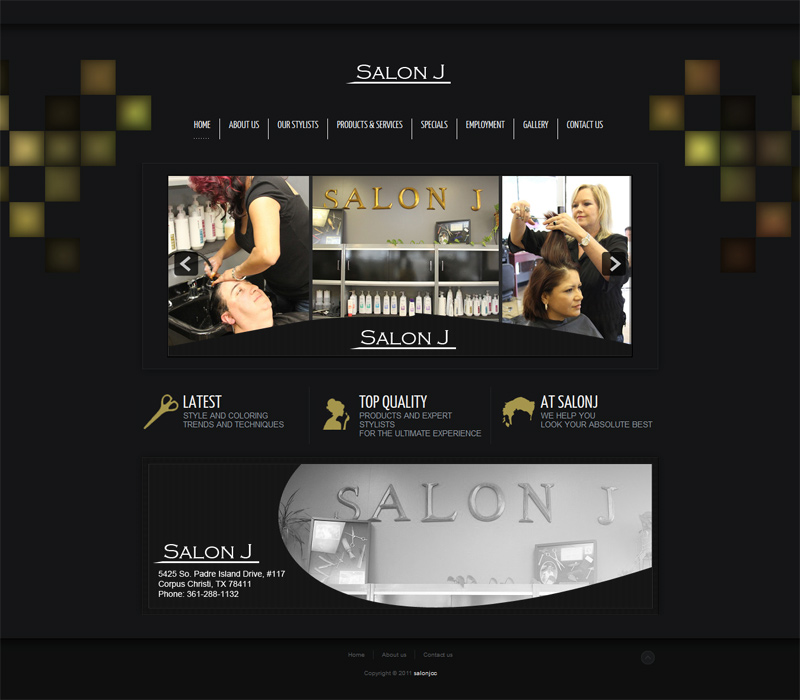 SALON J
HOME ABOUT US OUR STYLISTS PRODUCTS & SERVICES SPECIALS EMPLOYMENT GALLERY CONTACT US
SALON J
SALON J
LATEST
STYLE AND COLORING
TRENDS AND TECHNIQUES
TOP QUALITY
PRODUCTS AND EXPERT
STYLISTS
FOR THE ULTIMATE EXPERIENCE
AT SALONJ
WE HELP YOU
LOOK YOUR ABSOLUTE BEST
SALON J
SALON J
5425 So. Padre Island Drive, #117
Corpus Christi, TX 78411
Phone: 361-288-1132
Home About us Contact us
Copyright © 2011 salonjcc